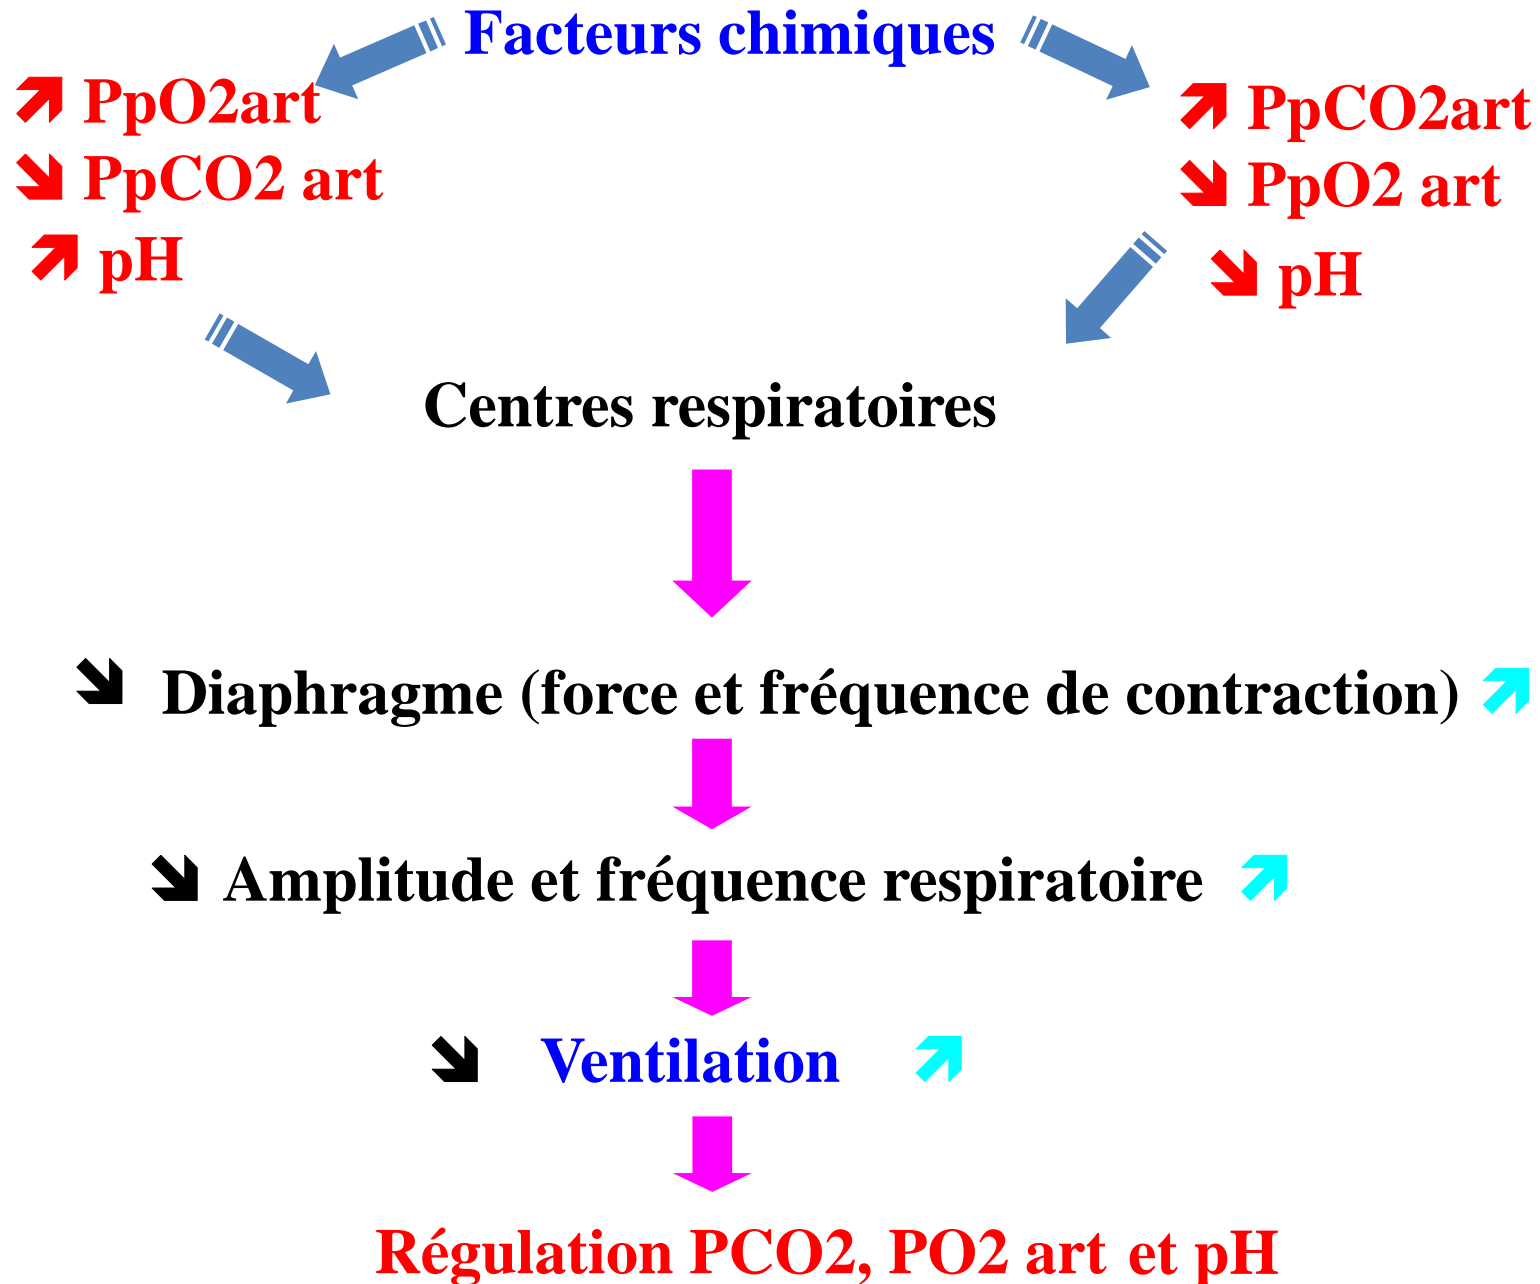 Facteurs chimiques
PpO2art
PpCO2 art
pH
PpCO2art
PpO2 art
pH
Centres respiratoires
Diaphragme (force et fréquence de contraction)
Amplitude et fréquence respiratoire
Ventilation
Régulation PCO2, PO2 art et pH